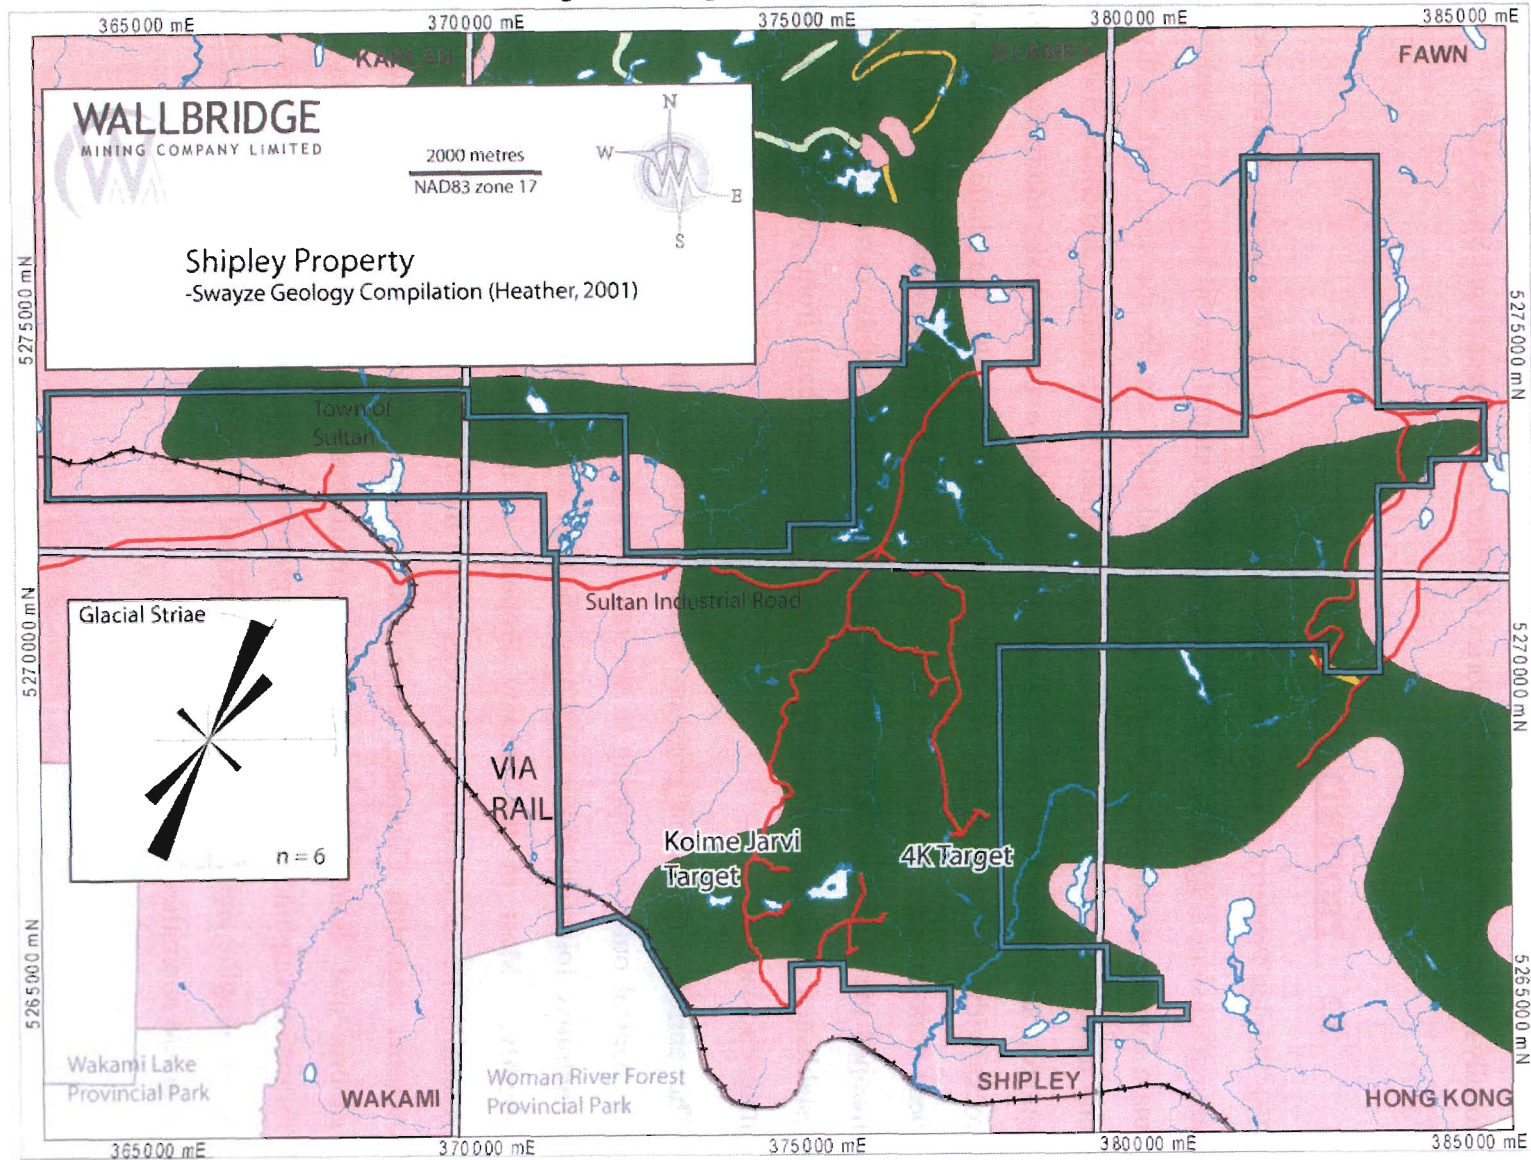 365000 mE
370000 mE
375000 mE
380000 mE
385000 mE
KAPLAN
BLAMEY
FAWN
WALLBRIDGE
MINING COMPANY LIMITED
2000 metres
NAD83 zone 17
N
W
E
S
Shipley Property
-Swayze Geology Compilation (Heather, 2001)
5275000 mN
5275000 mN
Town of
Sultan
Sultan Industrial Road
5270000 mN
5270000 mN
Glacial Striae
n = 6
VIA
RAIL
Kolme Jarvi
Target
4K Target
5265000 mN
5265000 mN
Wakami Lake
Provincial Park
WAKAMI
Woman River Forest
Provincial Park
SHIPLEY
HONG KONG
365000 mE
370000 mE
375000 mE
380000 mE
385000 mE